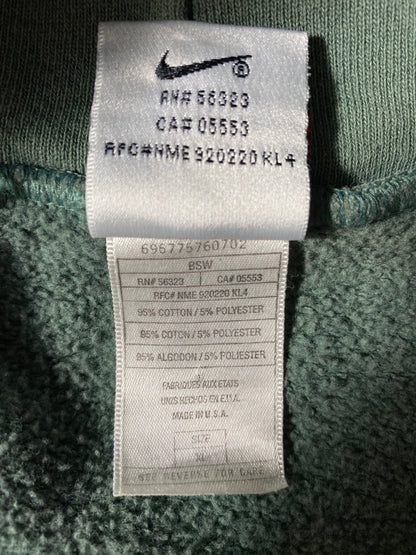 ®
RN# 56323
CA# 05553
RFC#NME 920220 KL4
696775760702
BSW
RN# 56323 CA# 05553
RFC# NME 920220 KL4
95% COTTON / 5% POLYESTER
95% COTON / 5% POLYESTER
95% ALGODON / 5% POLIESTER
FABRIQUES AUX ETATS
UNIS HECHOS EN E.U.A.
MADE IN U.S.A.
SIZE
XL
SEE REVERSE FOR CARE